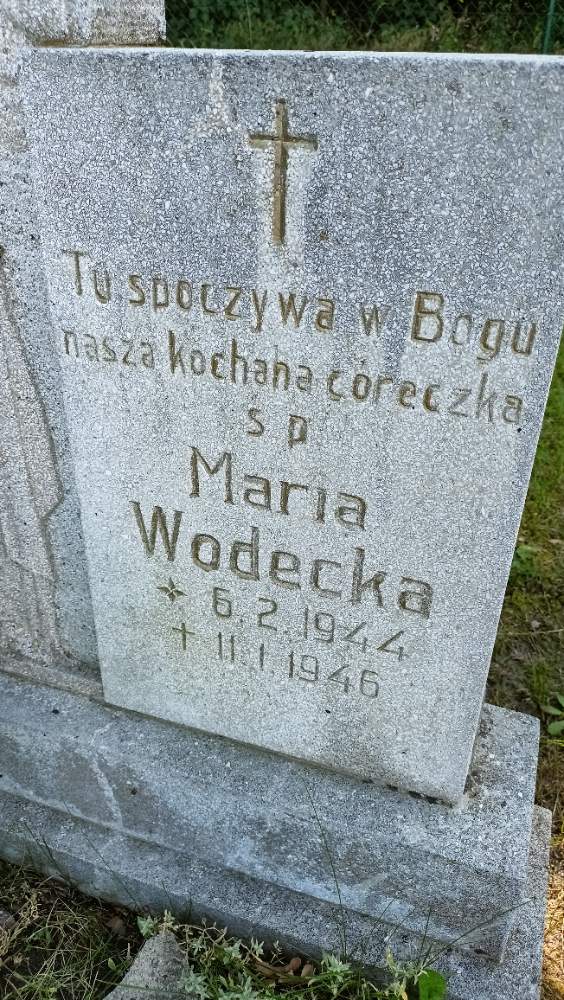 Tu spoczywa w Bogu
nasza kochana córeczka
s p
Maria
Wodecka
6.2.1944
11.1.1946